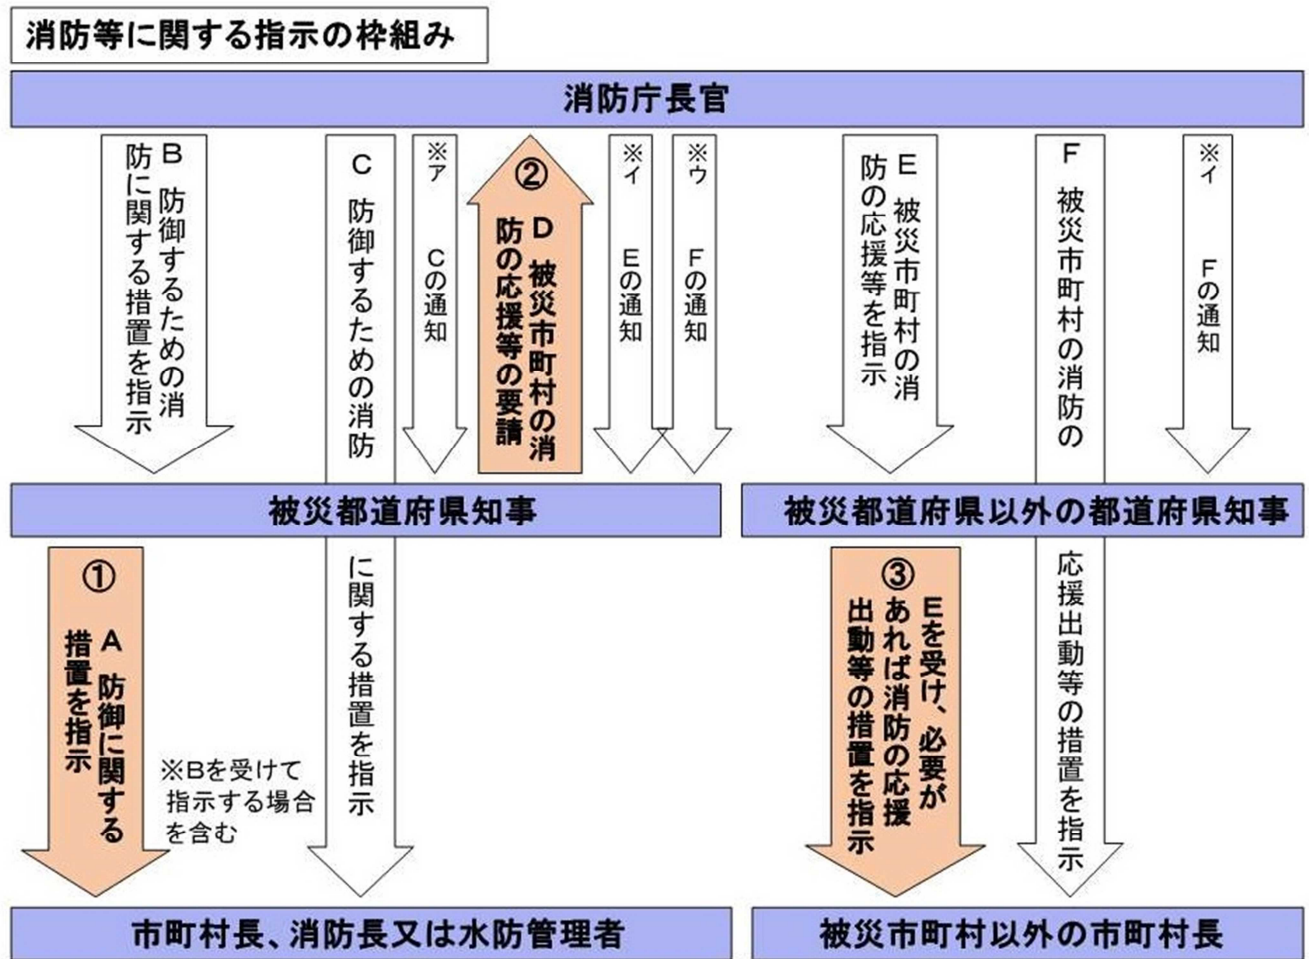 消防等に関する指示の枠組み
消防庁長官
B 防御するための消
防に関する措置を指示
C 防御するための消防
に関する措置を指示
※ア Cの通知
②
D 被災市町村の消
防の応援等の要請
※イ Eの通知
※ウ Fの通知
E 被災市町村の消
防の応援等を指示
F 被災市町村の消防の
応援出動等の措置を指示
※イ Fの通知
被災都道府県知事
被災都道府県以外の都道府県知事
①
A 防御に関する
措置を指示
※Bを受けて
指示する場合
を含む
③
Eを受け、必要が
あれば消防の応援
出動等の措置を指示
市町村長、消防長又は水防管理者
被災市町村以外の市町村長